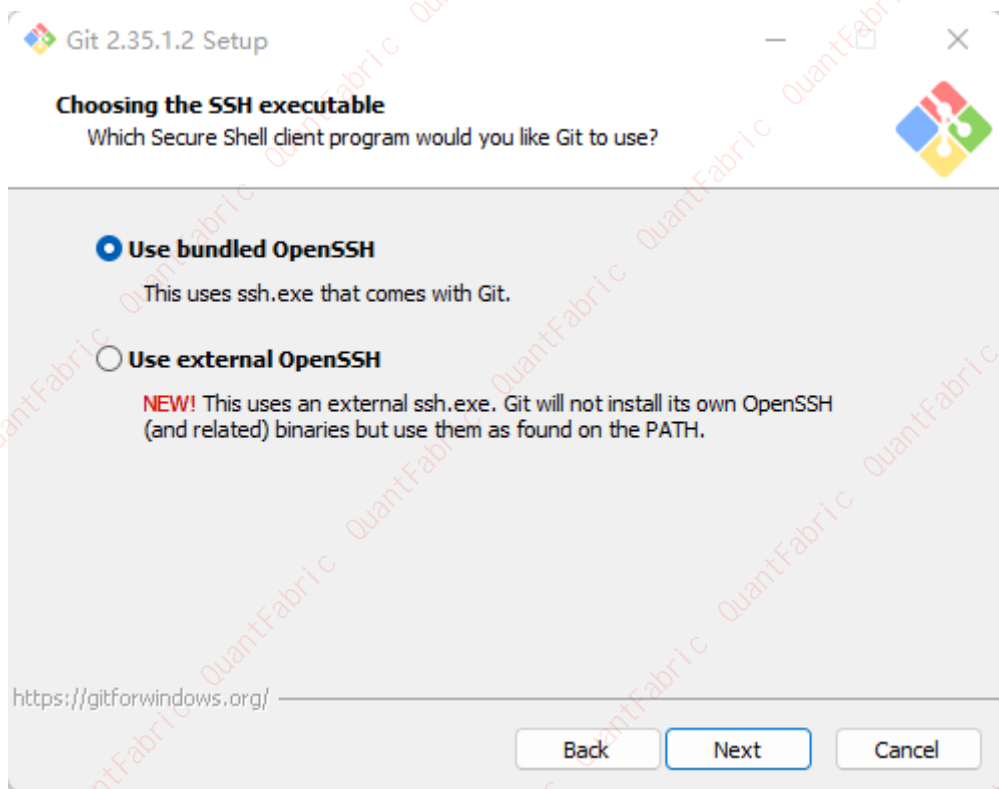 Git 2.35.1.2 Setup
Choosing the SSH executable
Which Secure Shell client program would you like Git to use?
Use bundled OpenSSH
This uses ssh.exe that comes with Git.
Use external OpenSSH
NEW! This uses an external ssh.exe. Git will not install its own OpenSSH
(and related) binaries but use them as found on the PATH.
https://gitforwindows.org/
Back Next Cancel
QuantFabric